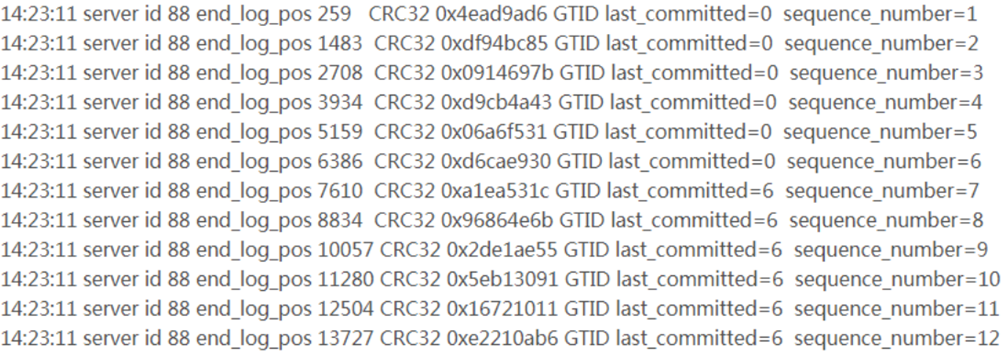 14:23:11 server id 88 end_log_pos 259 CRC32 0x4ead9ad6 GTID last_committed=0 sequence_number=1
14:23:11 server id 88 end_log_pos 1483 CRC32 0xdf94bc85 GTID last_committed=0 sequence_number=2
14:23:11 server id 88 end_log_pos 2708 CRC32 0x0914697b GTID last_committed=0 sequence_number=3
14:23:11 server id 88 end_log_pos 3934 CRC32 0xd9cb4a43 GTID last_committed=0 sequence_number=4
14:23:11 server id 88 end_log_pos 5159 CRC32 0x06a6f531 GTID last_committed=0 sequence_number=5
14:23:11 server id 88 end_log_pos 6386 CRC32 0xd6cae930 GTID last_committed=0 sequence_number=6
14:23:11 server id 88 end_log_pos 7610 CRC32 0xa1ea531c GTID last_committed=6 sequence_number=7
14:23:11 server id 88 end_log_pos 8834 CRC32 0x96864e6b GTID last_committed=6 sequence_number=8
14:23:11 server id 88 end_log_pos 10057 CRC32 0x2de1ae55 GTID last_committed=6 sequence_number=9
14:23:11 server id 88 end_log_pos 11280 CRC32 0x5eb13091 GTID last_committed=6 sequence_number=10
14:23:11 server id 88 end_log_pos 12504 CRC32 0x16721011 GTID last_committed=6 sequence_number=11
14:23:11 server id 88 end_log_pos 13727 CRC32 0xe2210ab6 GTID last_committed=6 sequence_number=12